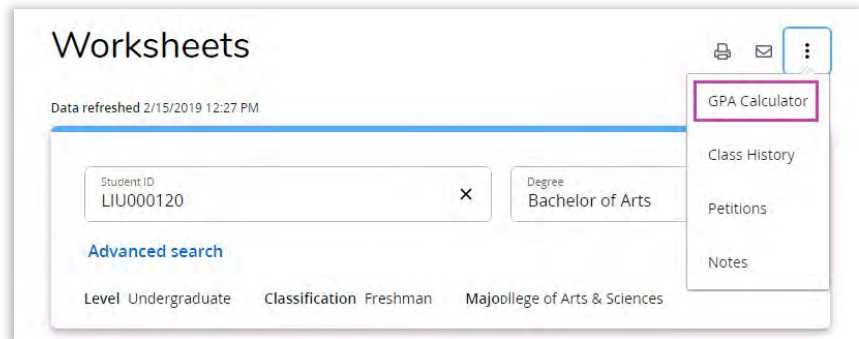 Worksheets
Data refreshed 2/15/2019 12:27 PM
GPA Calculator
Class History
Petitions
Notes
Student ID
LIU000120
Degree
Bachelor of Arts
Advanced search
Level Undergraduate Classification Freshman Majoollege of Arts & Sciences